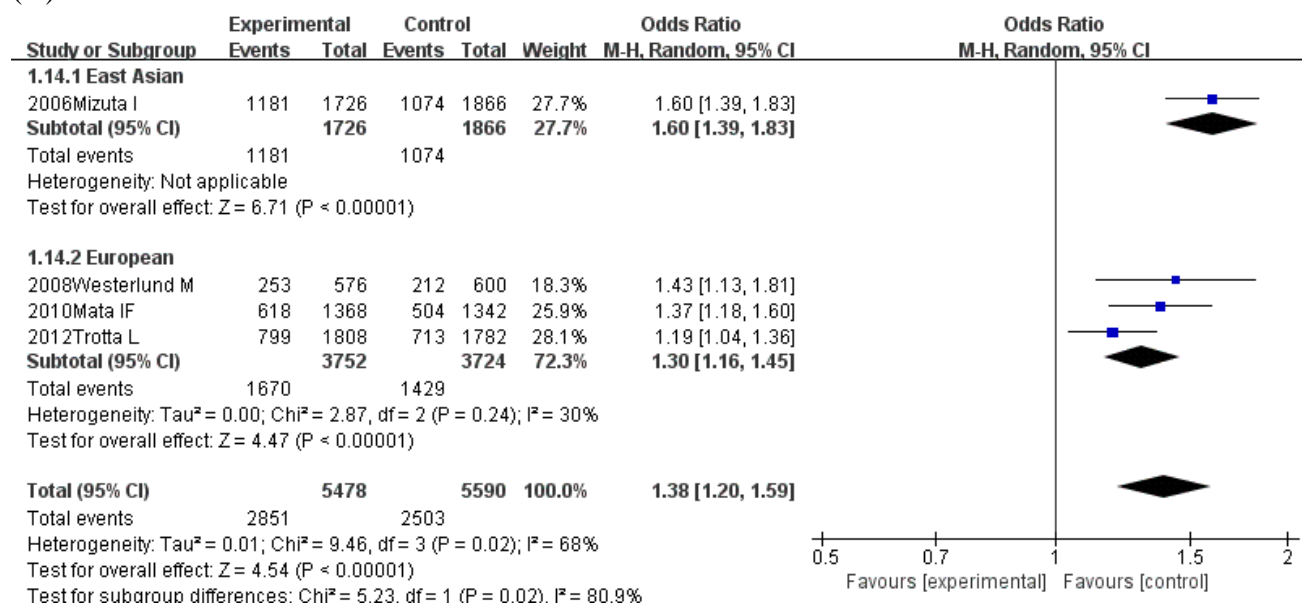 Experimental Control Odds Ratio Odds Ratio
Study or Subgroup Events Total Events Total Weight M-H, Random, 95% CI M-H, Random, 95% CI
1.14.1 East Asian
2006Mizuta I 1181 1726 1074 1866 27.7% 1.60 [1.39, 1.83]
Subtotal (95% CI) 1726 1866 27.7% 1.60 [1.39, 1.83]
Total events 1181 1074
Heterogeneity: Not applicable
Test for overall effect: Z = 6.71 (P < 0.00001)
1.14.2 European
2008Westerlund M 253 576 212 600 18.3% 1.43 [1.13, 1.81]
2010Mata IF 618 1368 504 1342 25.9% 1.37 [1.18, 1.60]
2012Trotta L 799 1808 713 1782 28.1% 1.19 [1.04, 1.36]
Subtotal (95% CI) 3752 3724 72.3% 1.30 [1.16, 1.45]
Total events 1670 1429
Heterogeneity: Tau² = 0.00; Chi² = 2.87, df = 2 (P = 0.24); I² = 30%
Test for overall effect: Z = 4.47 (P < 0.00001)
Total (95% CI) 5478 5590 100.0% 1.38 [1.20, 1.59]
Total events 2851 2503
Heterogeneity: Tau² = 0.01; Chi² = 9.46, df = 3 (P = 0.02); I² = 68%
Test for overall effect: Z = 4.54 (P < 0.00001)
Test for subgroup differences: Chi² = 5.23, df = 1 (P = 0.02), I² = 80.9%
0.5 0.7 1 1.5 2
Favours [experimental] Favours [control]